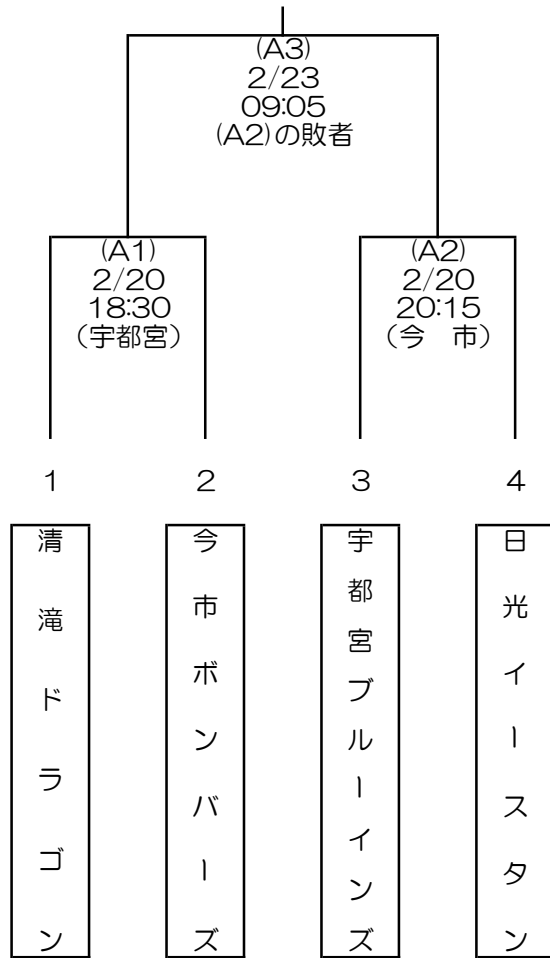 (A3)
2/23
09:05
(A2)の敗者
(A1)
2/20
18:30
（宇都宮）
(A2)
2/20
20:15
（今　市）
1
2
3
4
清滝ドラゴン
今市ボンバーズ
宇都宮ブルーインズ
日光イースタン